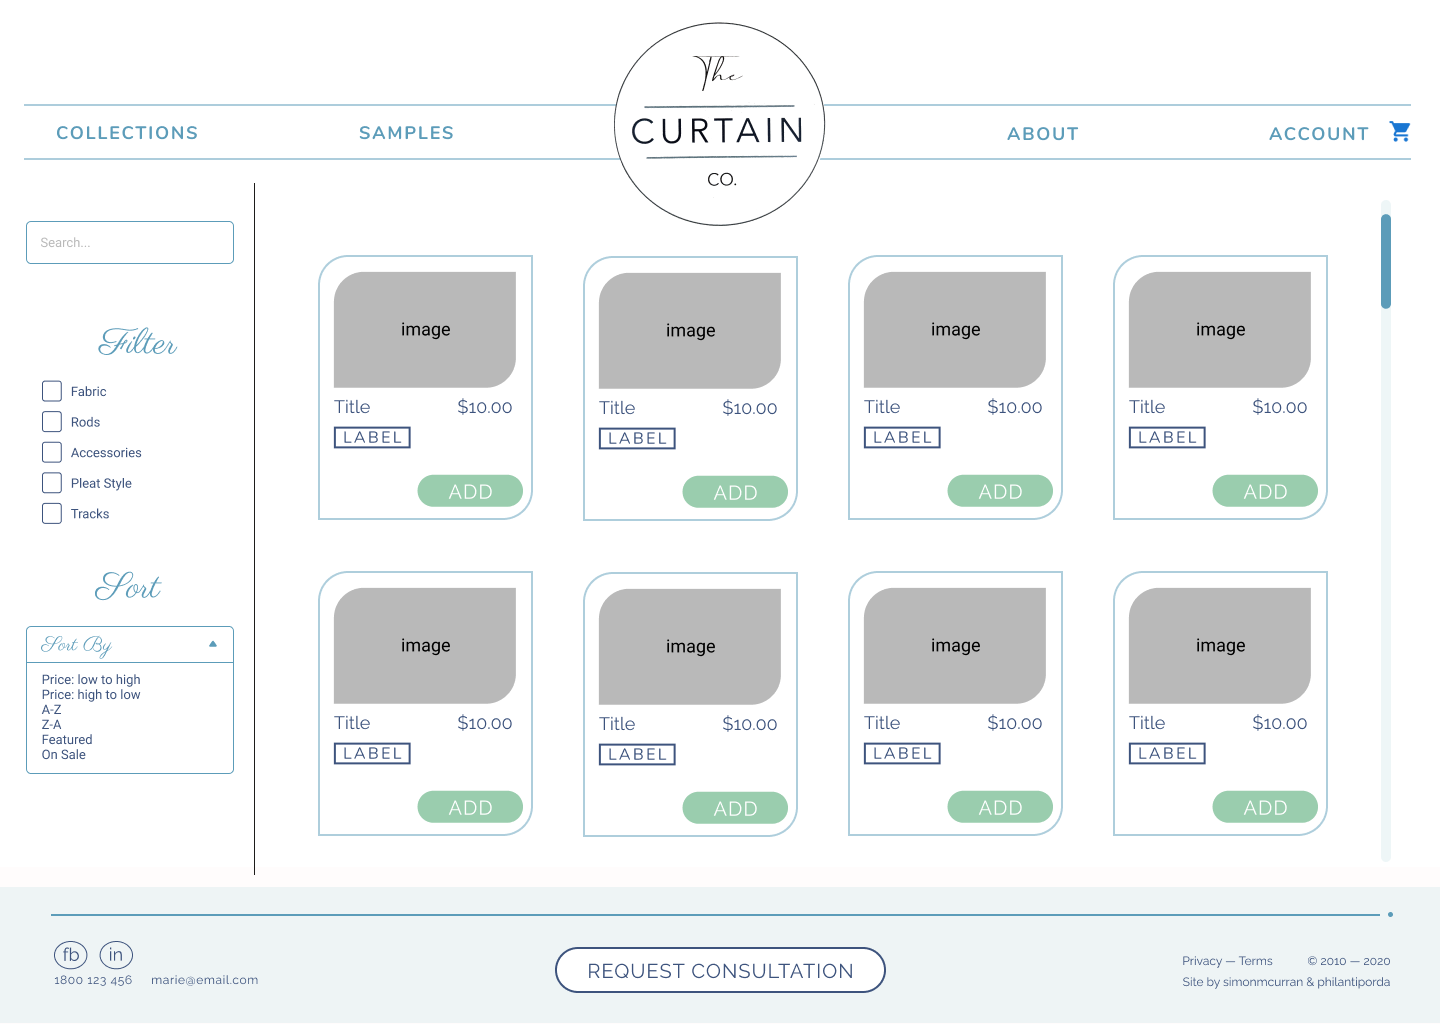 The
CURTAIN
CO.
COLLECTIONS SAMPLES ABOUT ACCOUNT
Search...
Filter
Fabric
Rods
Accessories
Pleat Style
Tracks
Sort
Sort By
Price: low to high
Price: high to low
A-Z
Z-A
Featured
On Sale
image image image image
Title $10.00 Title $10.00 Title $10.00 Title $10.00
LABEL LABEL LABEL LABEL
ADD ADD ADD ADD
image image image image
Title $10.00 Title $10.00 Title $10.00 Title $10.00
LABEL LABEL LABEL LABEL
ADD ADD ADD ADD
fb in
1800 123 456 marie@email.com
REQUEST CONSULTATION
Privacy — Terms © 2010 — 2020
Site by simonmcurran & philantiporda